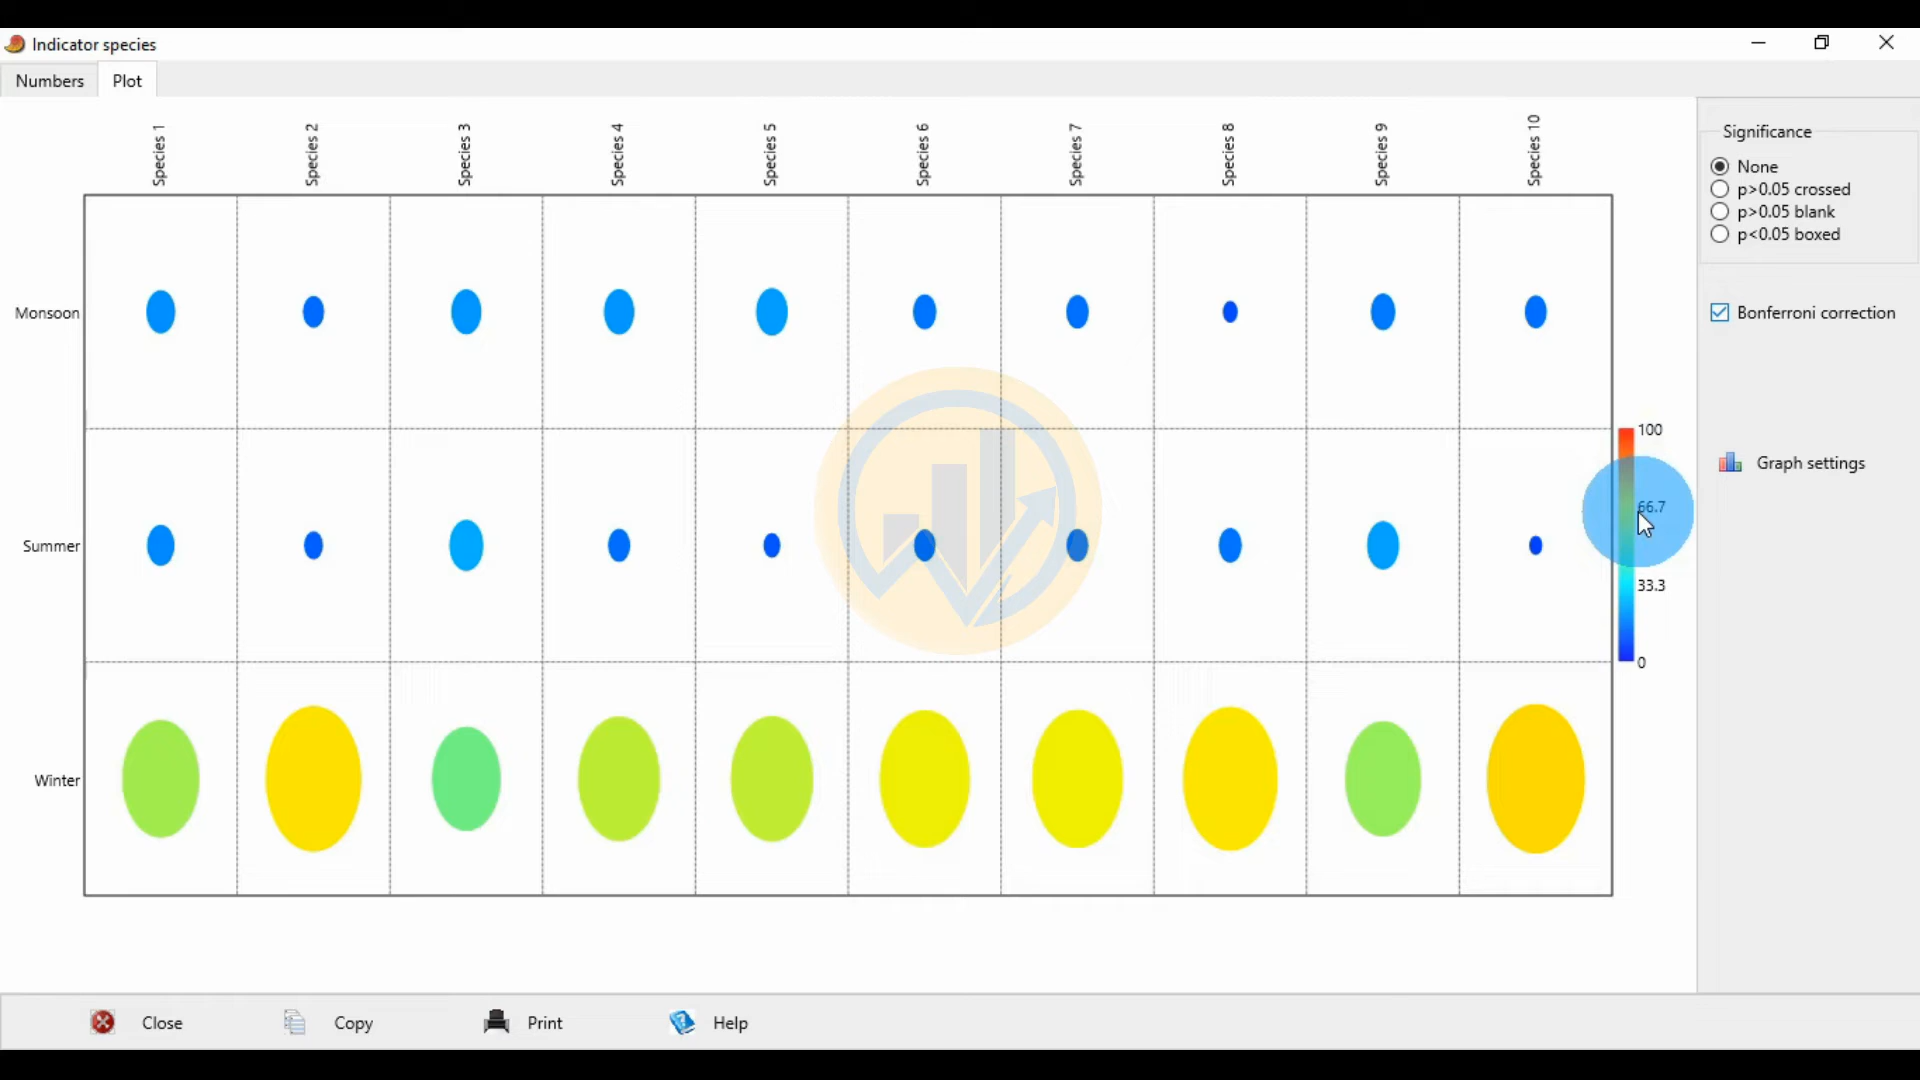 Indicator species
Numbers Plot
Species 1 Species 2 Species 3 Species 4 Species 5 Species 6 Species 7 Species 8 Species 9 Species 10
Significance
None
p>0.05 crossed
p>0.05 blank
p<0.05 boxed
Monsoon
Bonferroni correction
100
Graph settings
66.7
Summer
33.3
0
Winter
Close Copy Print Help